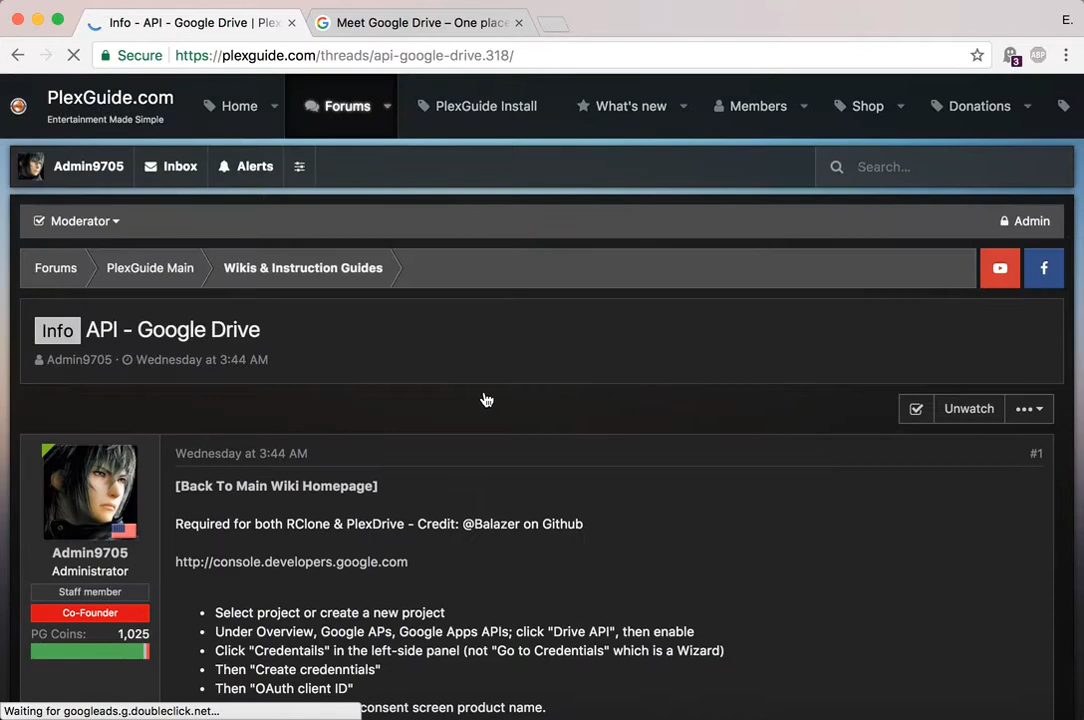 Info - API - Google Drive | Plex
Meet Google Drive – One place
E.
Secure https://plexguide.com/threads/api-google-drive.318/
3
ABP
PlexGuide.com
Entertainment Made Simple
Home
Forums
PlexGuide Install
What's new
Members
Shop
Donations
Admin9705
Inbox
Alerts
Search...
Moderator
Admin
Forums
PlexGuide Main
Wikis & Instruction Guides
Info API - Google Drive
Admin9705 · Wednesday at 3:44 AM
Unwatch
Wednesday at 3:44 AM
#1
[Back To Main Wiki Homepage]
Required for both RClone & PlexDrive - Credit: @Balazer on Github
http://console.developers.google.com
• Select project or create a new project
• Under Overview, Google APs, Google Apps APIs; click "Drive API", then enable
• Click "Credentails" in the left-side panel (not "Go to Credentials" which is a Wizard)
• Then "Create credenntials"
• Then "OAuth client ID"
consent screen product name.
Admin9705
Administrator
Staff member
Co-Founder
PG Coins: 1,025
Waiting for googleads.g.doubleclick.net...